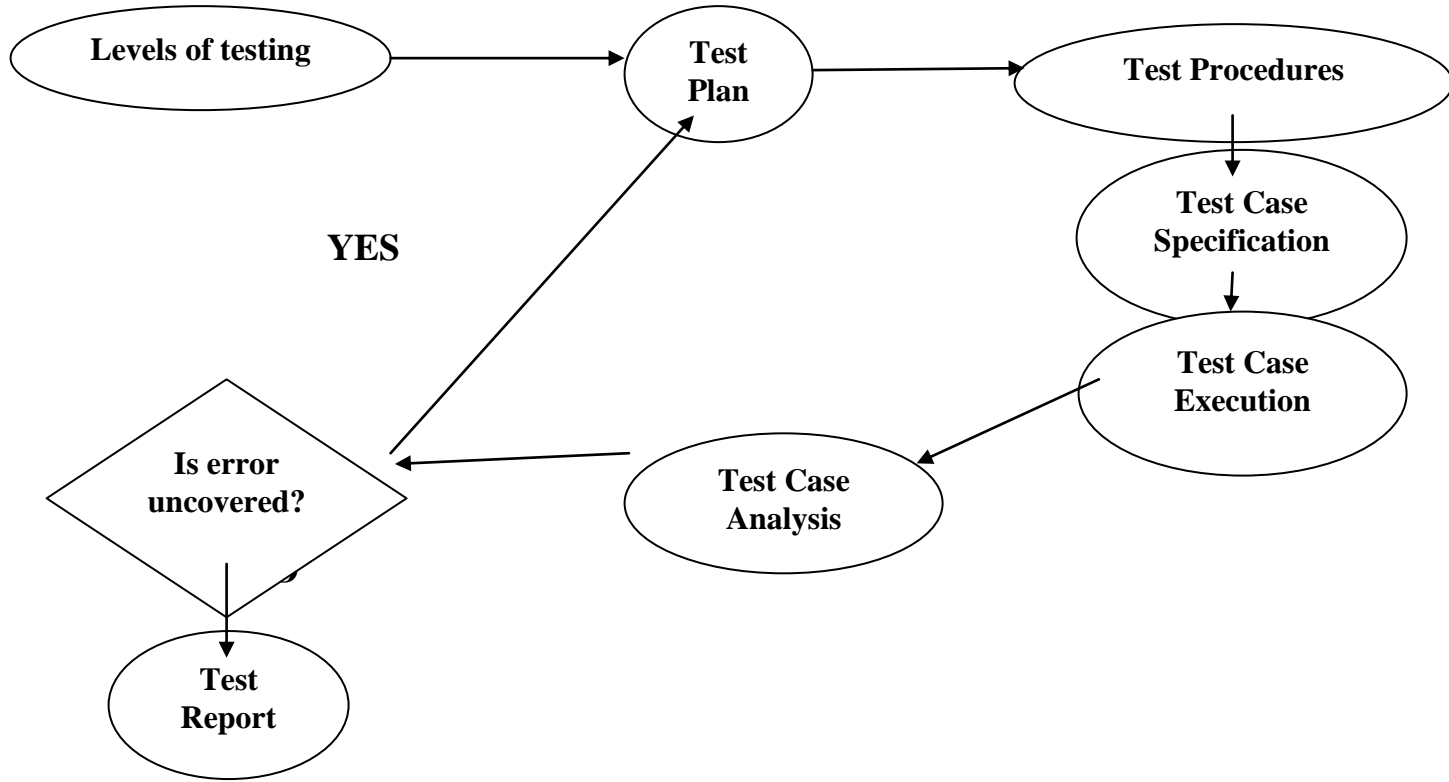 Levels of testing
Test
Plan
Test Procedures
Test Case
Specification
YES
Test Case
Execution
Is error
uncovered?
Test Case
Analysis
Test
Report